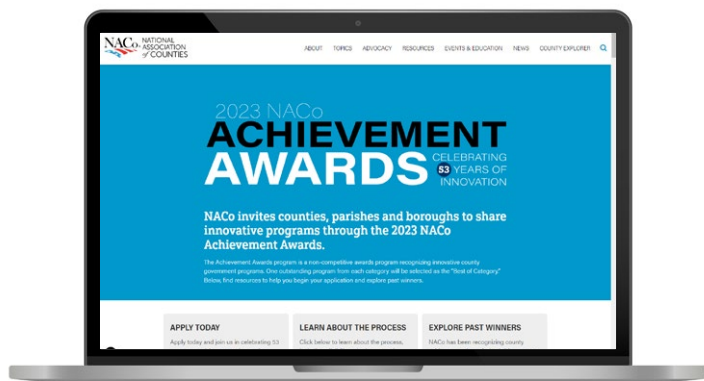 NACo. NATIONAL
ASSOCIATION
of COUNTIES
ABOUT TOPICS ADVOCACY RESOURCES EVENTS & EDUCATION NEWS COUNTY EXPLORER
2023 NACo
ACHIEVEMENT
AWARDS
CELEBRATING
53 YEARS OF
INNOVATION
NACo invites counties, parishes and boroughs to share
innovative programs through the 2023 NACo
Achievement Awards.
The Achievement Awards program is a non-competitive awards program recognizing innovative county
government programs. One outstanding program from each category will be selected as the "Best of Category."
Below, find resources to help you begin your application and explore past winners.
APPLY TODAY
Apply today and join us in celebrating 53
LEARN ABOUT THE PROCESS
Click below to learn about the process,
EXPLORE PAST WINNERS
NACo has been recognizing county